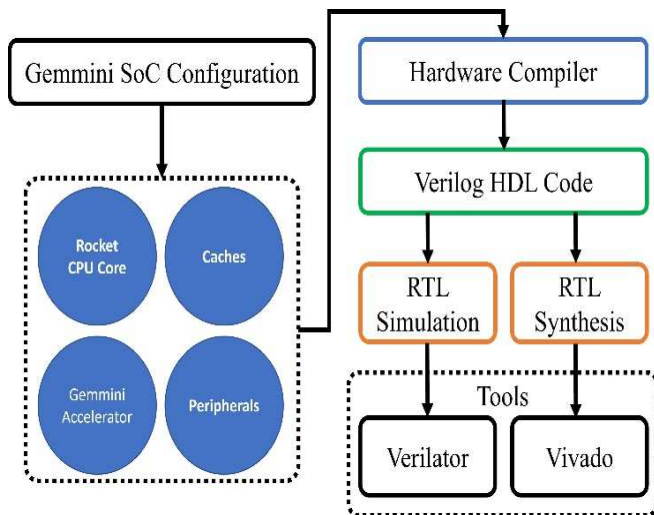 Gemmini SoC Configuration
Rocket
CPU Core
Caches
Gemmini
Accelerator
Peripherals
Hardware Compiler
Verilog HDL Code
RTL
Simulation
RTL
Synthesis
Tools
Verilator
Vivado